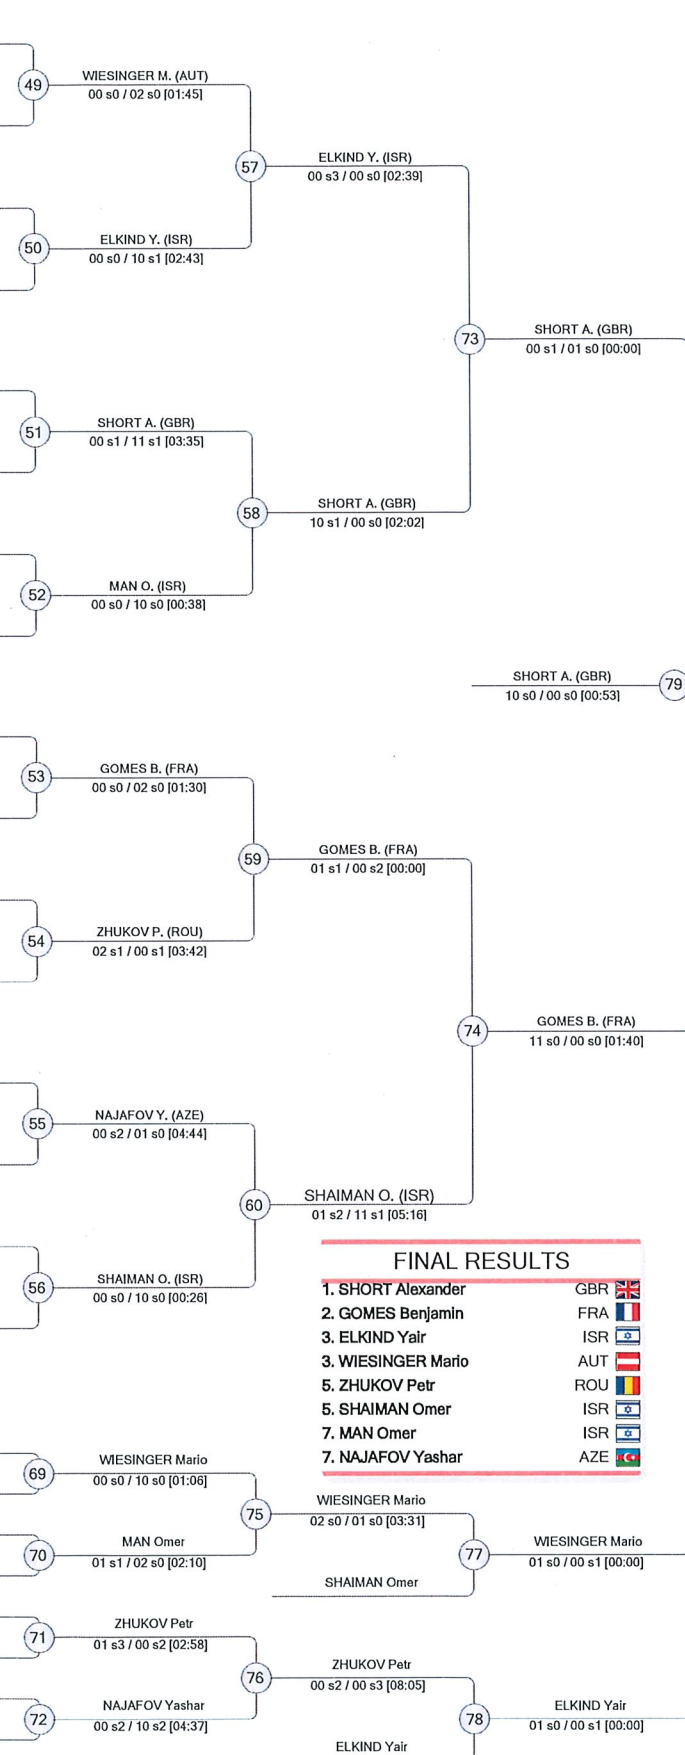 49
WIESINGER M. (AUT)
00 s0 / 02 s0 [01:45]
57
ELKIND Y. (ISR)
00 s3 / 00 s0 [02:39]
50
ELKIND Y. (ISR)
00 s0 / 10 s1 [02:43]
73
SHORT A. (GBR)
00 s1 / 01 s0 [00:00]
51
SHORT A. (GBR)
00 s1 / 11 s1 [03:35]
58
SHORT A. (GBR)
10 s1 / 00 s0 [02:02]
52
MAN O. (ISR)
00 s0 / 10 s0 [00:38]
SHORT A. (GBR)
10 s0 / 00 s0 [00:53]
79
53
GOMES B. (FRA)
00 s0 / 02 s0 [01:30]
59
GOMES B. (FRA)
01 s1 / 00 s2 [00:00]
54
ZHUKOV P. (ROU)
02 s1 / 00 s1 [03:42]
74
GOMES B. (FRA)
11 s0 / 00 s0 [01:40]
55
NAJAFOV Y. (AZE)
00 s2 / 01 s0 [04:44]
60
SHAIMAN O. (ISR)
01 s2 / 11 s1 [05:16]
56
SHAIMAN O. (ISR)
00 s0 / 10 s0 [00:26]
FINAL RESULTS
1. SHORT Alexander GBR
2. GOMES Benjamin FRA
3. ELKIND Yair ISR
3. WIESINGER Mario AUT
5. ZHUKOV Petr ROU
5. SHAIMAN Omer ISR
7. MAN Omer ISR
7. NAJAFOV Yashar AZE
69
WIESINGER Mario
00 s0 / 10 s0 [01:06]
75
WIESINGER Mario
02 s0 / 01 s0 [03:31]
70
MAN Omer
01 s1 / 02 s0 [02:10]
77
WIESINGER Mario
01 s0 / 00 s1 [00:00]
SHAIMAN Omer
71
ZHUKOV Petr
01 s3 / 00 s2 [02:58]
76
ZHUKOV Petr
00 s2 / 00 s3 [08:05]
72
NAJAFOV Yashar
00 s2 / 10 s2 [04:37]
78
ELKIND Yair
01 s0 / 00 s1 [00:00]
ELKIND Yair